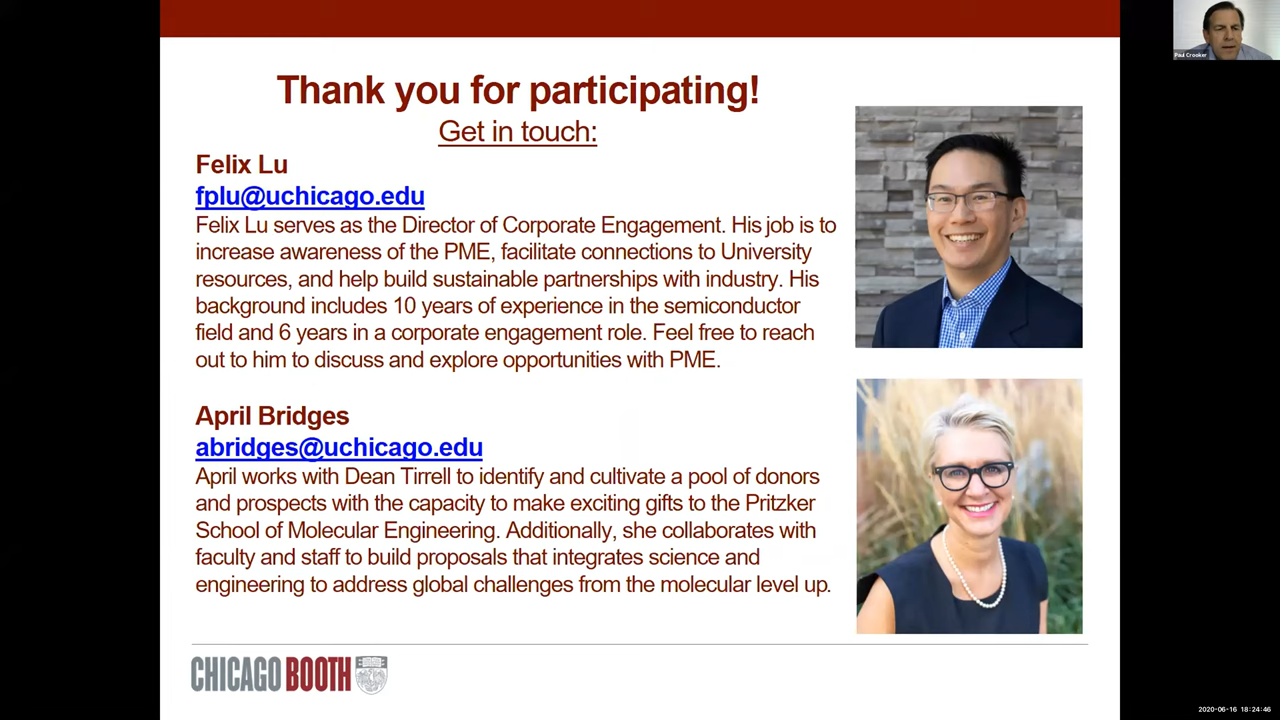 Thank you for participating!
Get in touch:
Felix Lu
fplu@uchicago.edu
Felix Lu serves as the Director of Corporate Engagement. His job is to
increase awareness of the PME, facilitate connections to University
resources, and help build sustainable partnerships with industry. His
background includes 10 years of experience in the semiconductor
field and 6 years in a corporate engagement role. Feel free to reach
out to him to discuss and explore opportunities with PME.
April Bridges
abridges@uchicago.edu
April works with Dean Tirrell to identify and cultivate a pool of donors
and prospects with the capacity to make exciting gifts to the Pritzker
School of Molecular Engineering. Additionally, she collaborates with
faculty and staff to build proposals that integrates science and
engineering to address global challenges from the molecular level up.
CHICAGO BOOTH
Paul Crooker
2020-06-16 18:24:46